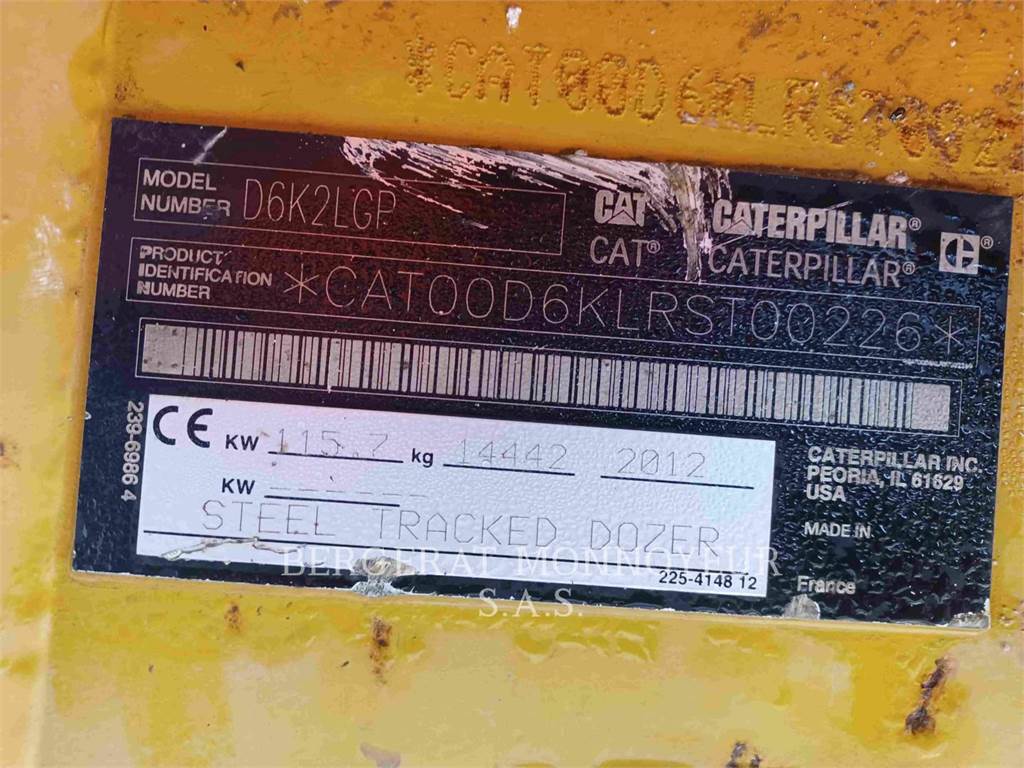 *CAT00D6KLRST002
MODEL NUMBER D6K2LGP
CAT CATERPILLAR®
CAT® CATERPILLAR® ®
PRODUCT IDENTIFICATION NUMBER *CAT00D6KLRST00226*
239-6986 4
CE KW 115.7 kg 14442 2012
KW ------
STEEL TRACKED DOZER
225-4148 12
CATERPILLAR INC.
PEORIA, IL 61629
USA
MADE IN
France
BERGERAT MONNOYEUR
S.A.S.